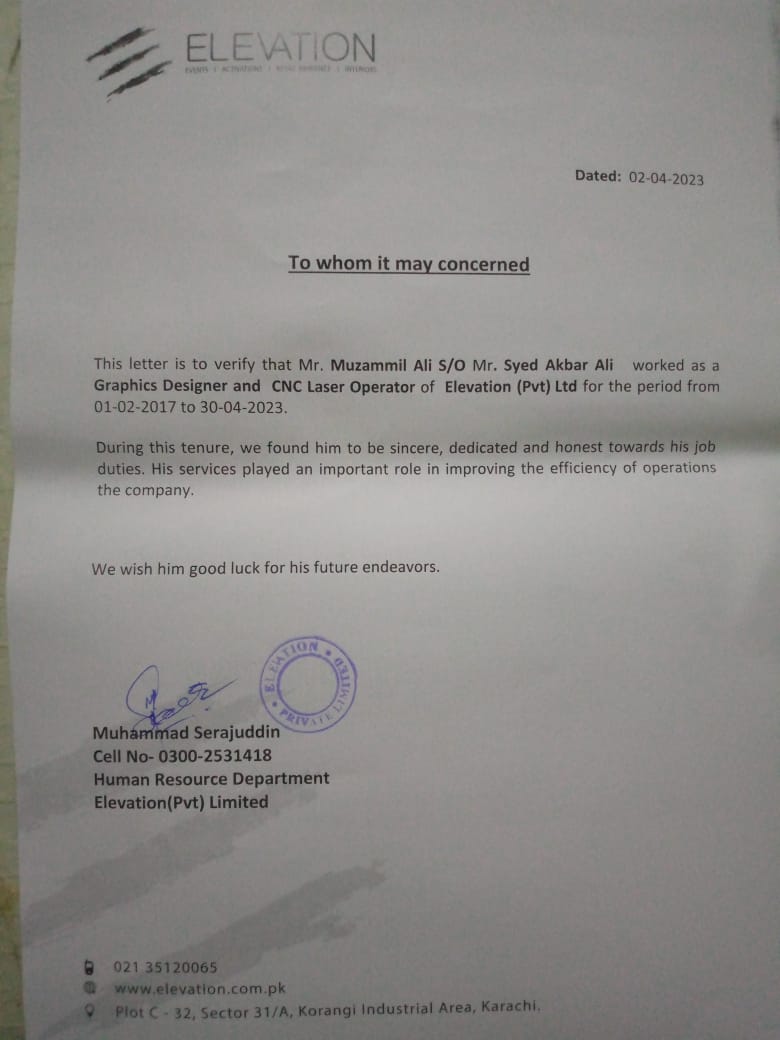 ELEVATION
EVENTS | ACTIVATIONS | RETAIL BRANDING | INTERIORS
Dated: 02-04-2023
To whom it may concerned
This letter is to verify that Mr. Muzammil Ali S/O Mr. Syed Akbar Ali worked as a
Graphics Designer and CNC Laser Operator of Elevation (Pvt) Ltd for the period from
01-02-2017 to 30-04-2023.
During this tenure, we found him to be sincere, dedicated and honest towards his job
duties. His services played an important role in improving the efficiency of operations
the company.
We wish him good luck for his future endeavors.
ELEVATION • PRIVATE LIMITED •
Muhammad Serajuddin
Cell No- 0300-2531418
Human Resource Department
Elevation(Pvt) Limited
021 35120065
www.elevation.com.pk
Plot C - 32, Sector 31/A, Korangi Industrial Area, Karachi.